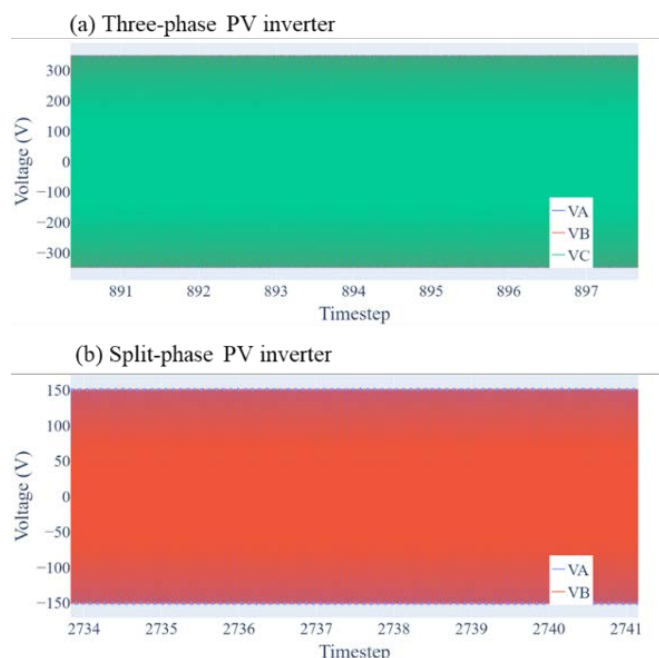 (a) Three-phase PV inverter
300
200
100
0
−100
−200
−300
Voltage (V)
VA
VB
VC
891 892 893 894 895 896 897
Timestep
(b) Split-phase PV inverter
150
100
50
0
−50
−100
−150
Voltage (V)
VA
VB
2734 2735 2736 2737 2738 2739 2740 2741
Timestep